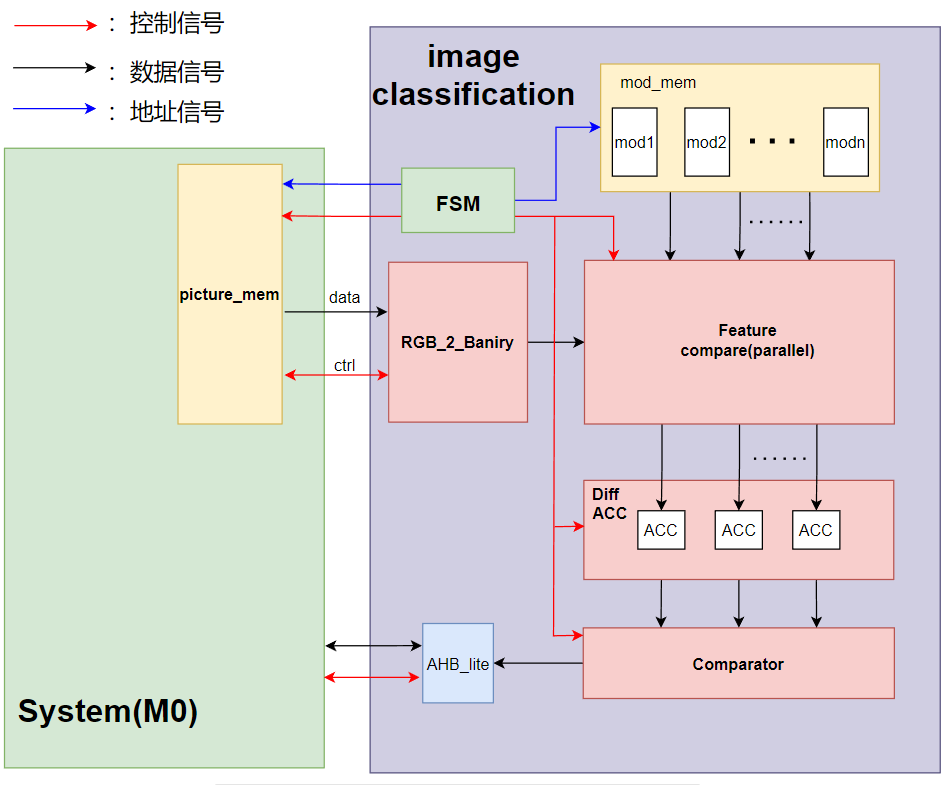 ：控制信号
：数据信号
：地址信号
image
classification
mod_mem
mod1
mod2
modn
FSM
picture_mem
data
ctrl
RGB_2_Baniry
Feature
compare(parallel)
Diff
ACC
ACC
ACC
ACC
AHB_lite
Comparator
System(M0)